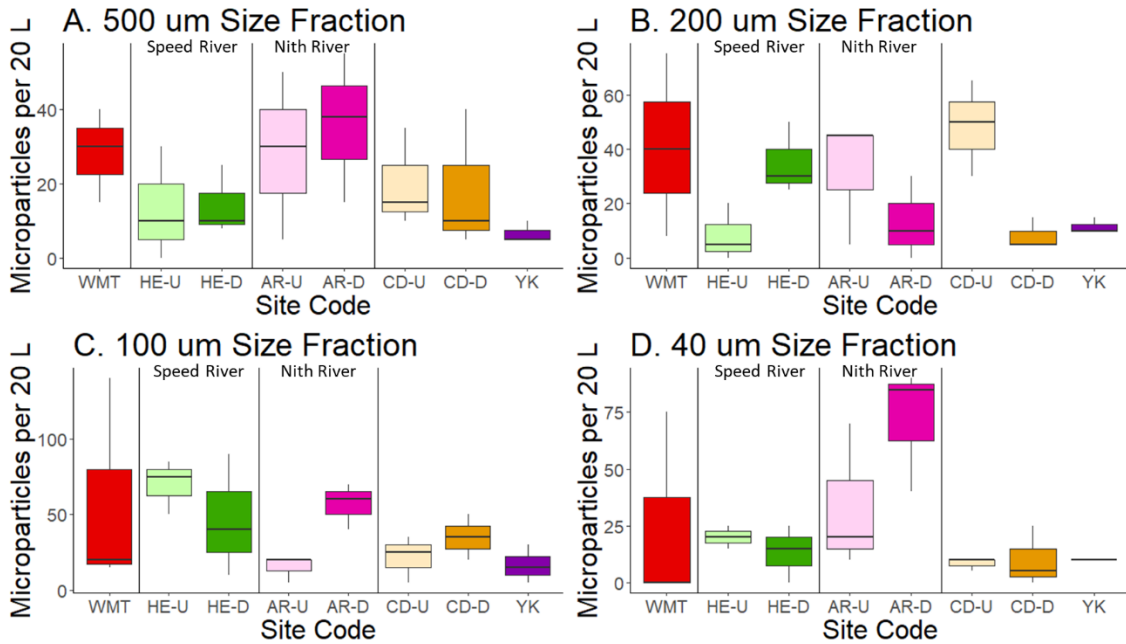 A. 500 um Size Fraction
Microparticles per 20 L
Speed River Nith River
40
20
0
WMT HE-U HE-D AR-U AR-D CD-U CD-D YK
Site Code
B. 200 um Size Fraction
Microparticles per 20 L
Speed River Nith River
60
40
20
0
WMT HE-U HE-D AR-U AR-D CD-U CD-D YK
Site Code
C. 100 um Size Fraction
Microparticles per 20 L
Speed River Nith River
100
50
0
WMT HE-U HE-D AR-U AR-D CD-U CD-D YK
Site Code
D. 40 um Size Fraction
Microparticles per 20 L
Speed River Nith River
75
50
25
0
WMT HE-U HE-D AR-U AR-D CD-U CD-D YK
Site Code